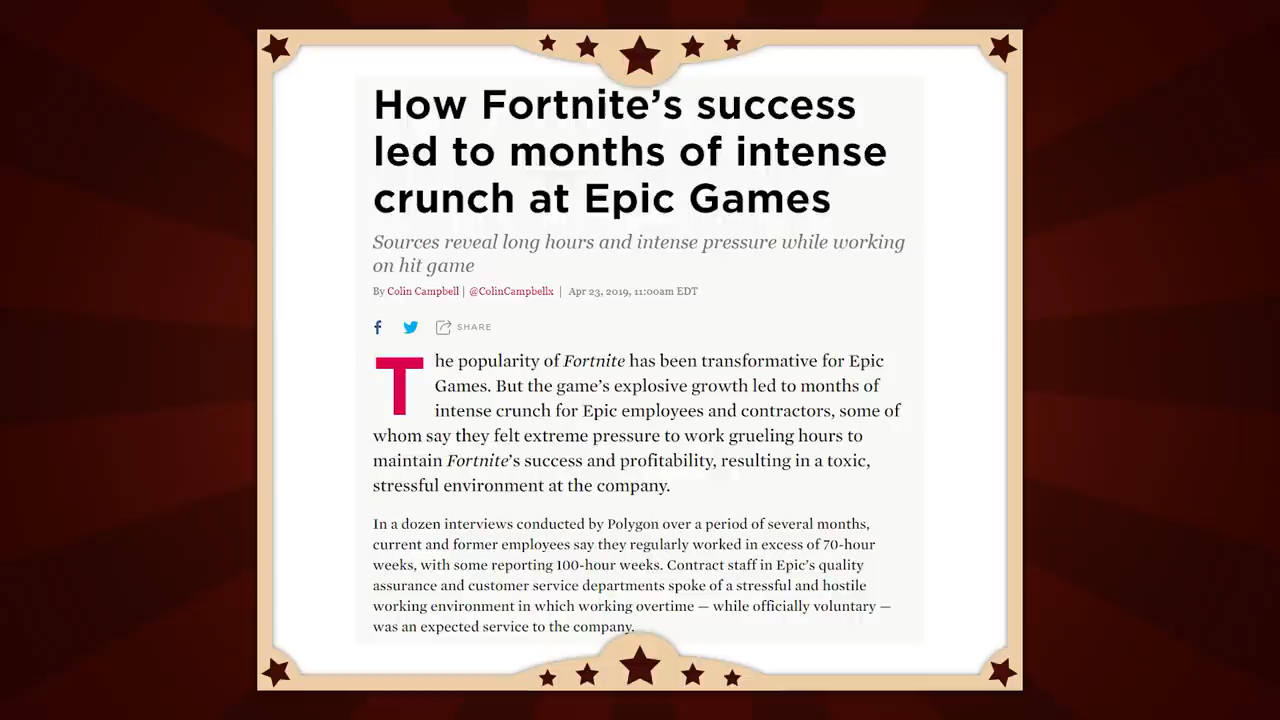 How Fortnite’s success
led to months of intense
crunch at Epic Games
Sources reveal long hours and intense pressure while working
on hit game
By Colin Campbell | @ColinCampbellx | Apr 23, 2019, 11:00am EDT
SHARE
The popularity of Fortnite has been transformative for Epic
Games. But the game’s explosive growth led to months of
intense crunch for Epic employees and contractors, some of
whom say they felt extreme pressure to work grueling hours to
maintain Fortnite’s success and profitability, resulting in a toxic,
stressful environment at the company.
In a dozen interviews conducted by Polygon over a period of several months,
current and former employees say they regularly worked in excess of 70-hour
weeks, with some reporting 100-hour weeks. Contract staff in Epic’s quality
assurance and customer service departments spoke of a stressful and hostile
working environment in which working overtime — while officially voluntary —
was an expected service to the company.